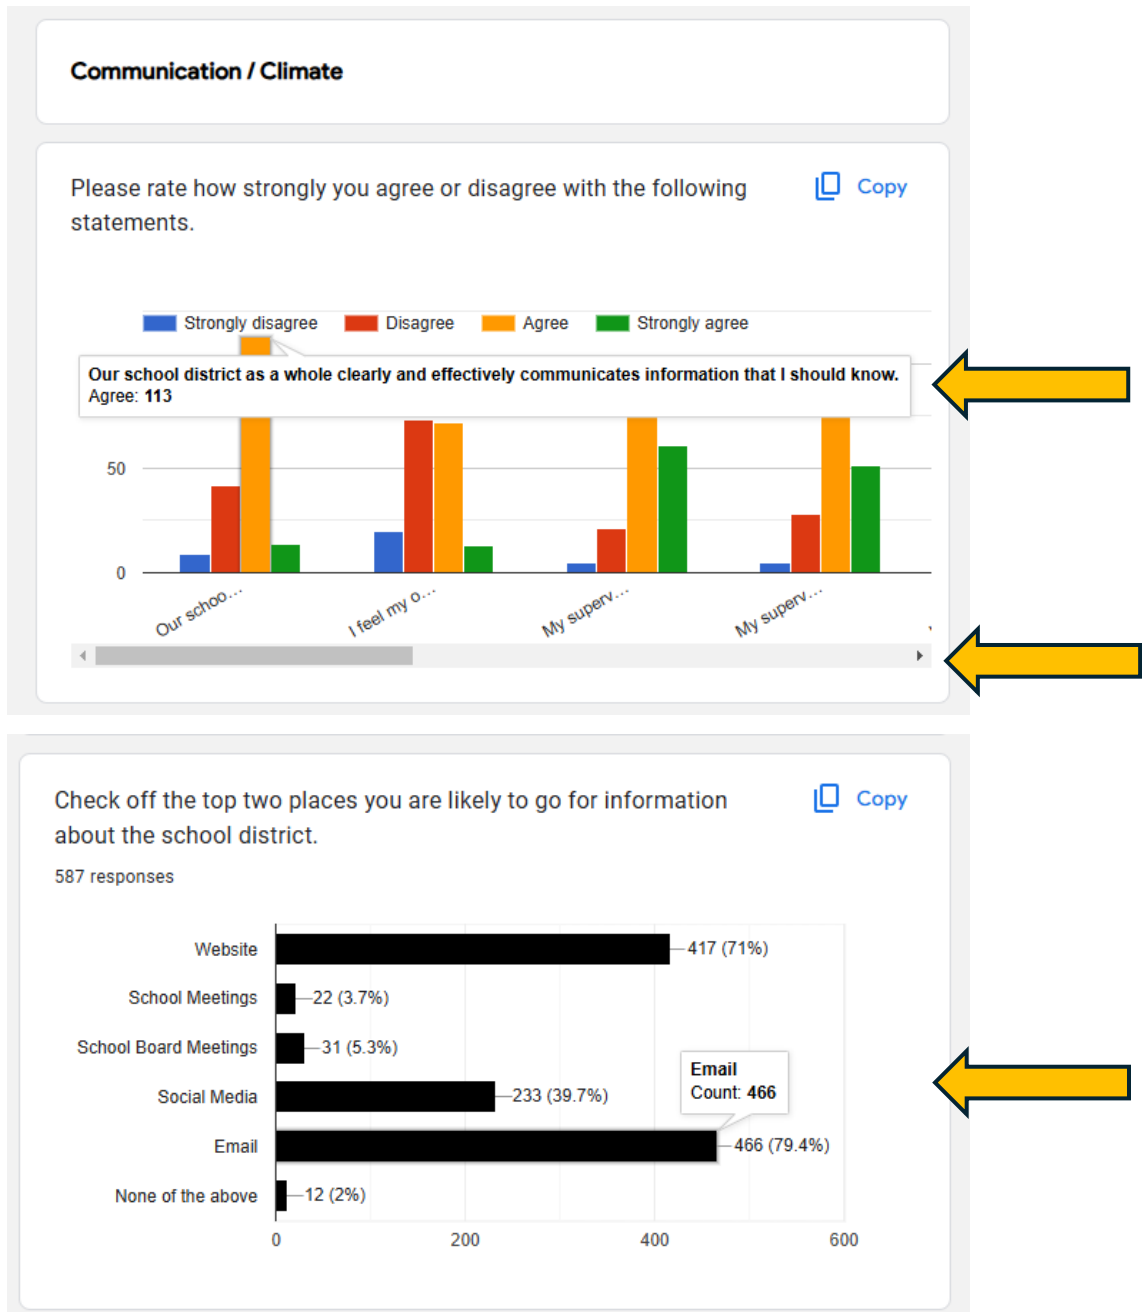 Communication / Climate
Please rate how strongly you agree or disagree with the following
statements.
Copy
Strongly disagree
Disagree
Agree
Strongly agree
Our school district as a whole clearly and effectively communicates information that I should know.
Agree: 113
50
0
Our schoo...
I feel my o...
My superv...
My superv...
Check off the top two places you are likely to go for information
about the school district.
Copy
587 responses
Website
417 (71%)
School Meetings
22 (3.7%)
School Board Meetings
31 (5.3%)
Email
Count: 466
Social Media
233 (39.7%)
Email
466 (79.4%)
None of the above
12 (2%)
0
200
400
600